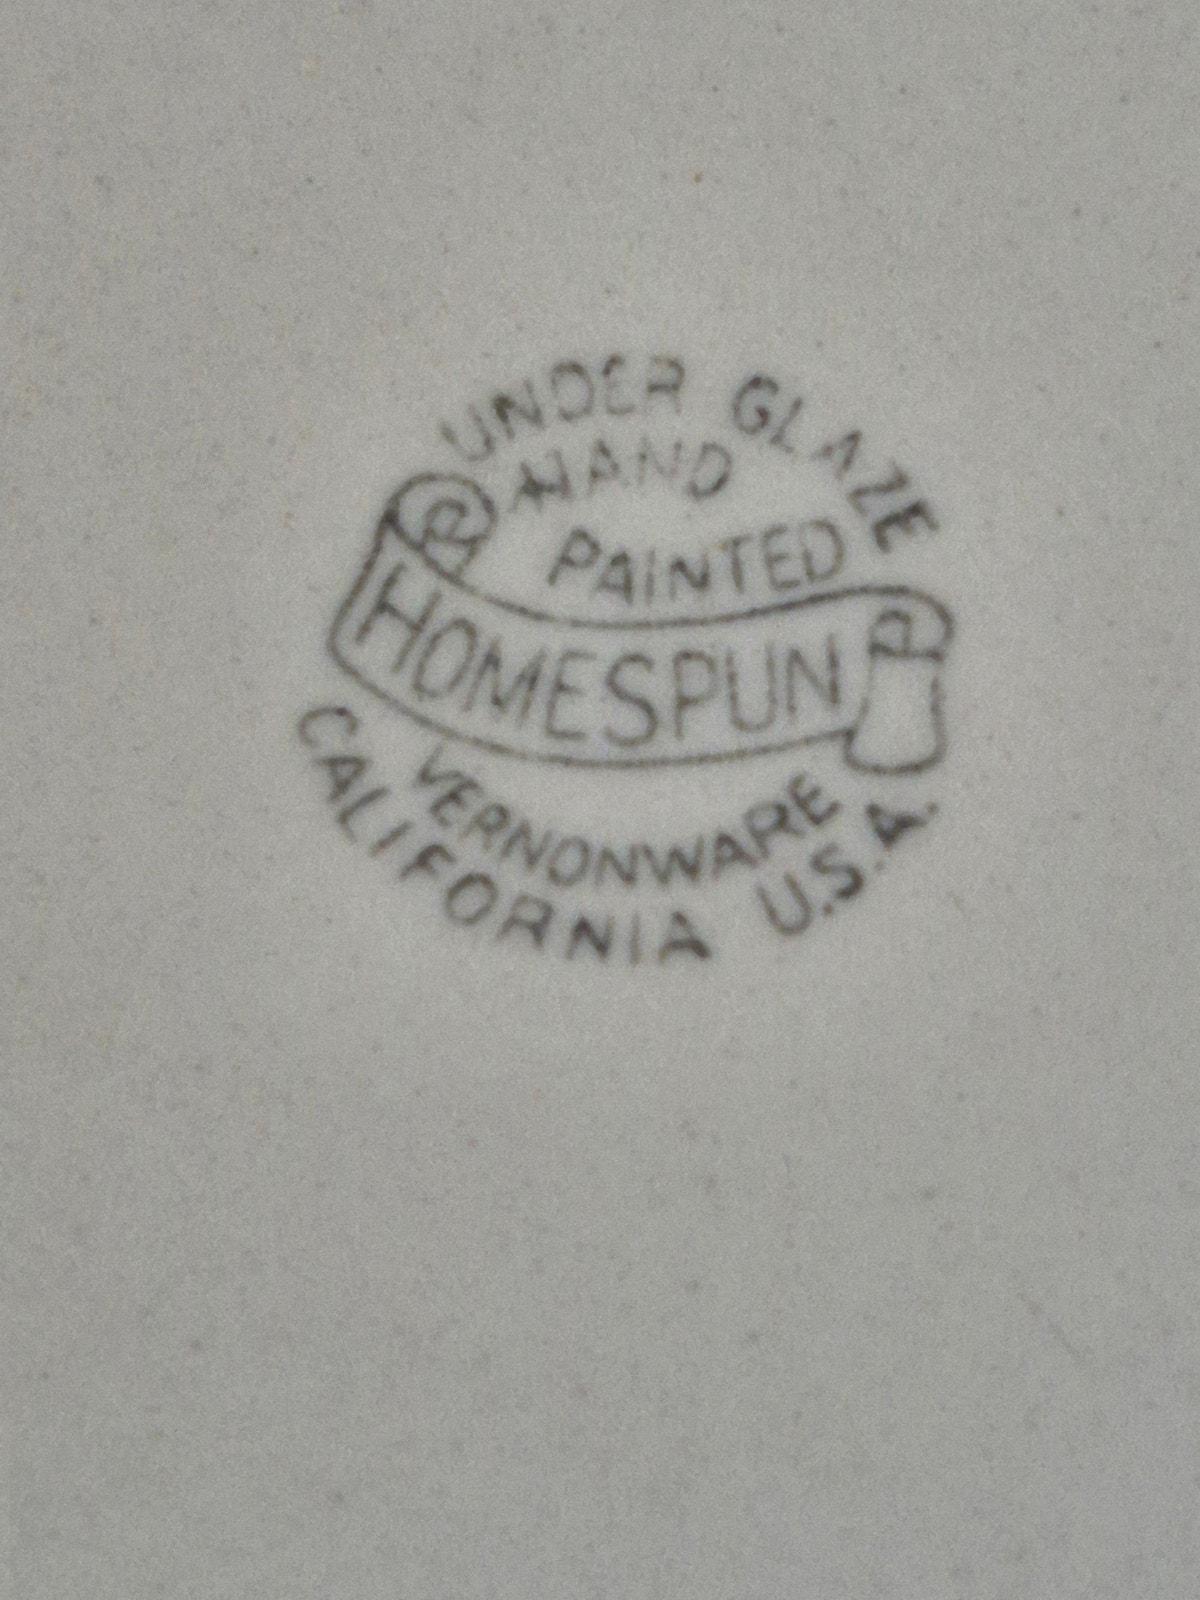 UNDER GLAZE
HAND
PAINTED
HOMESPUN
VERNONWARE
CALIFORNIA U.S.A.